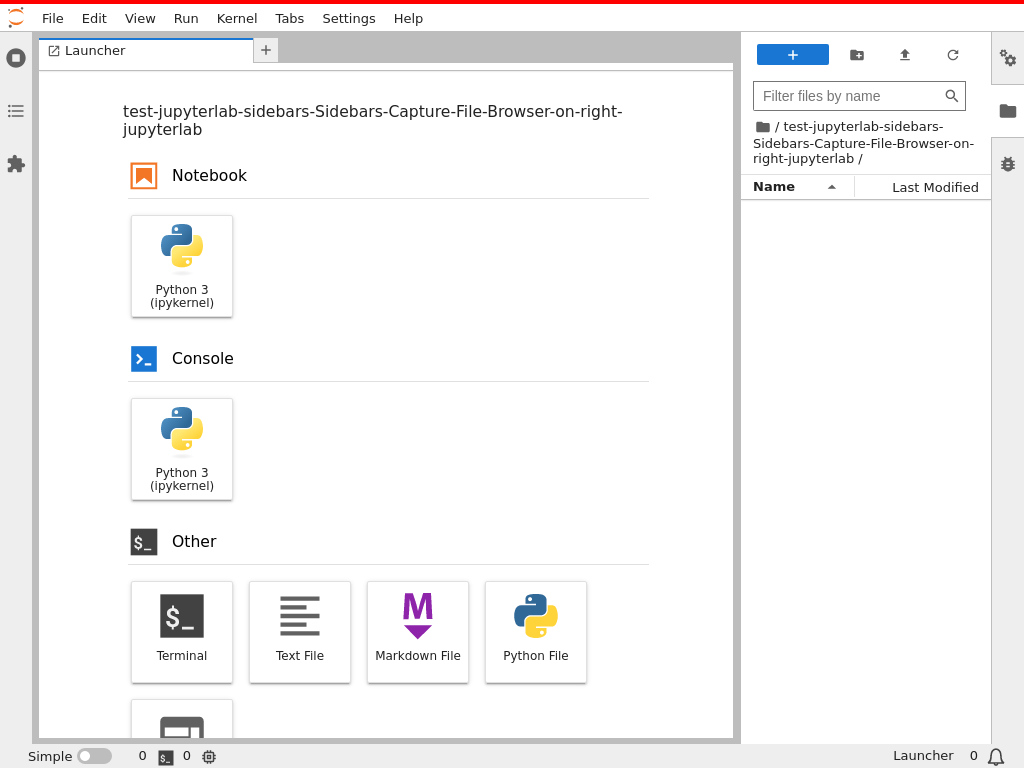 File Edit View Run Kernel Tabs Settings Help
Launcher
test-jupyterlab-sidebars-Sidebars-Capture-File-Browser-on-right-
jupyterlab
Notebook
Python 3
(ipykernel)
Console
Python 3
(ipykernel)
$_ Other
$_
Terminal
Text File
M
Markdown File
Python File
Filter files by name
/ test-jupyterlab-sidebars-
Sidebars-Capture-File-Browser-on-
right-jupyterlab /
Name Last Modified
Simple 0 $_ 0 Launcher 0